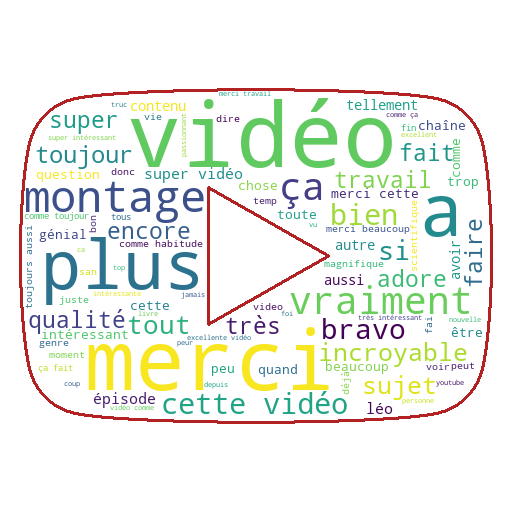 merci travail
truc
contenu
vidéo
tellement
super
vie
dire
comme ça
chaîne
fin
excellent
super intéressant
passionnant
toujour
fait
comme
question
donc
super vidéo
chose
ça
travail
trop
montage
temp
merci cette
a
comme toujour
bon
tous
toute
bien
vu
scientifique
encore
merci beaucoup
génial
comme habitude
autre
si
avoir
faire
toujours aussi
ca
plus
san
top
magnifique
aussi
adore
jamais
intéressante
juste
cette
livre
video
vraiment
qualité
tout
très
foi
bravo
très intéressant
fai
nouvelle
être
intéressant
genre
excellente vidéo
peur
moment
merci
incroyable
ça fait
peu
quand
beaucoup
voir
peut
coup
depuis
déjà
sujet
youtube
épisode
vidéo comme
cette vidéo
léo
personne